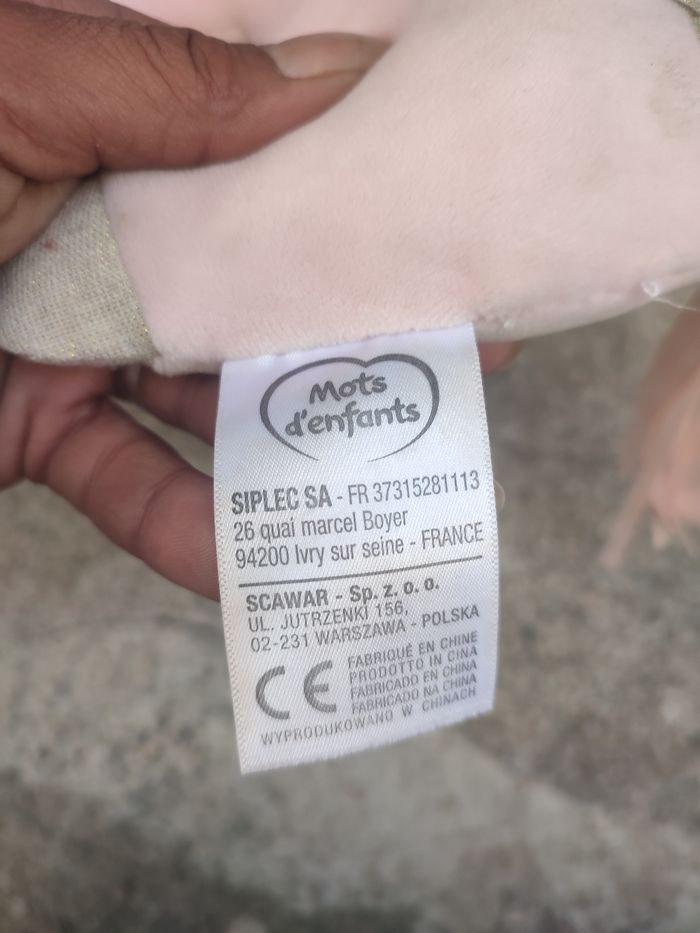 Mots
d'enfants
SIPLEC SA - FR 37315281113
26 quai marcel Boyer
94200 Ivry sur seine - FRANCE
SCAWAR - Sp. z. o. o.
UL. JUTRZENKI 156,
02-231 WARSZAWA - POLSKA
CE
FABRIQUÉ EN CHINE
PRODOTTO IN CINA
FABRICADO EN CHINA
FABRICADO NA CHINA
WYPRODUKOWANO W CHINACH